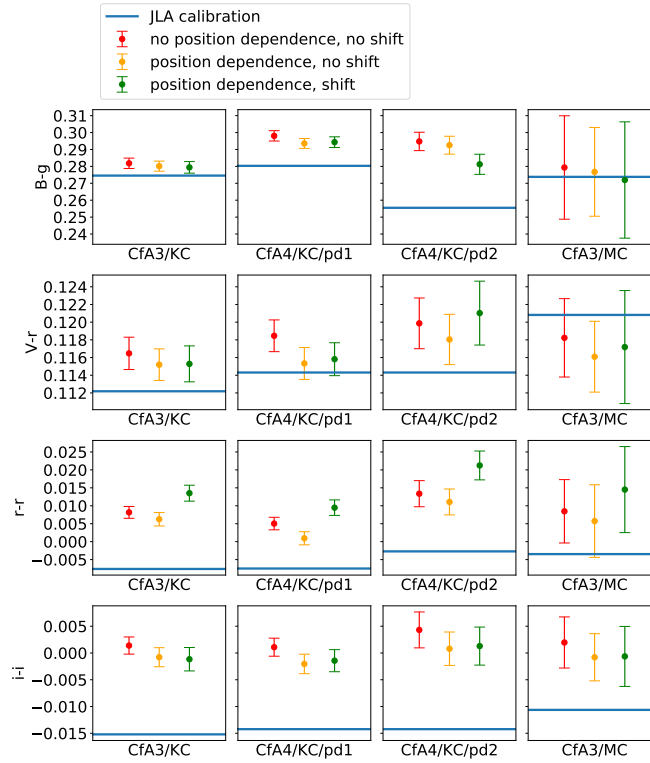 JLA calibration
no position dependence, no shift
position dependence, no shift
position dependence, shift
B-g
0.31
0.30
0.29
0.28
0.27
0.26
0.25
0.24
CfA3/KC CfA4/KC/pd1 CfA4/KC/pd2 CfA3/MC
V-r
0.124
0.122
0.120
0.118
0.116
0.114
0.112
CfA3/KC CfA4/KC/pd1 CfA4/KC/pd2 CfA3/MC
r-r
0.025
0.020
0.015
0.010
0.005
0.000
−0.005
CfA3/KC CfA4/KC/pd1 CfA4/KC/pd2 CfA3/MC
i-i
0.005
0.000
−0.005
−0.010
−0.015
CfA3/KC CfA4/KC/pd1 CfA4/KC/pd2 CfA3/MC